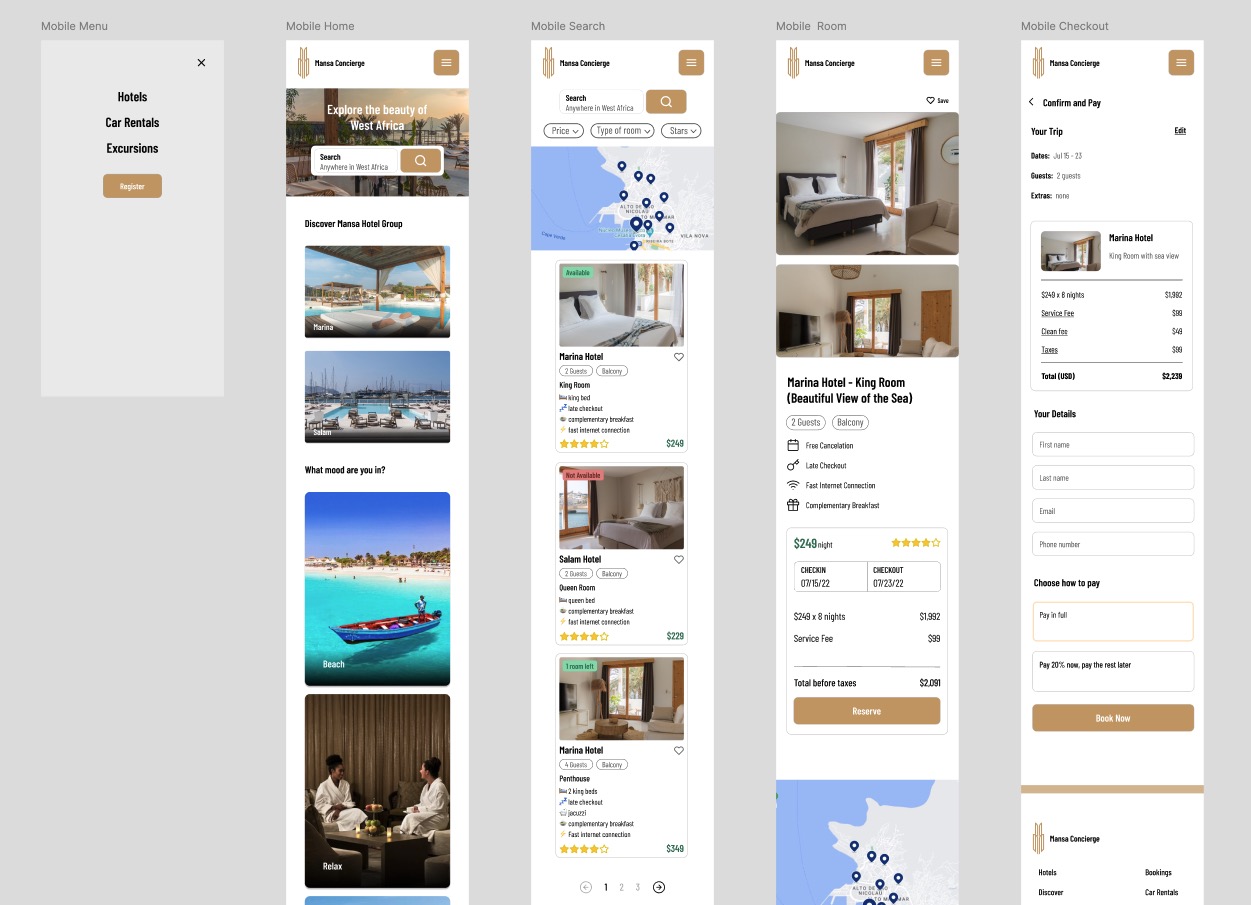 Mobile Menu
Hotels
Car Rentals
Excursions
Register
Mobile Home
Mansa Concierge
Explore the beauty of
West Africa
Search
Anywhere in West Africa
Discover Mansa Hotel Group
Marina
Salam
What mood are you in?
Beach
Relax
Mobile Search
Mansa Concierge
Search
Anywhere in West Africa
Price
Type of room
Stars
ALTO DE
NICOLAU
VILA NOVA
Cape Verde
Available
Marina Hotel
2 Guests
Balcony
King Room
king bed
late checkout
complementary breakfast
fast internet connection
$249
Not Available
Salam Hotel
2 Guests
Balcony
Queen Room
queen bed
complementary breakfast
fast internet connection
$229
1 room left
Marina Hotel
4 Guests
Balcony
Penthouse
2 king beds
late checkout
jacuzzi
complementary breakfast
Fast internet connection
$349
1 2 3
Mobile Room
Mansa Concierge
Save
Marina Hotel - King Room
(Beautiful View of the Sea)
2 Guests
Balcony
Free Cancelation
Late Checkout
Fast Internet Connection
Complementary Breakfast
$249 night
CHECKIN
07/15/22
CHECKOUT
07/23/22
$249 x 8 nights $1,992
Service Fee $99
Total before taxes $2,091
Reserve
ALTO DE
NICOLAU
Mobile Checkout
Mansa Concierge
Confirm and Pay
Your Trip Edit
Dates: Jul 15 - 23
Guests: 2 guests
Extras: none
Marina Hotel
King Room with sea view
$249 x 8 nights $1,992
Service Fee $99
Clean fee $49
Taxes $99
Total (USD) $2,239
Your Details
First name
Last name
Email
Phone number
Choose how to pay
Pay in full
Pay 20% now, pay the rest later
Book Now
Mansa Concierge
Hotels Bookings
Discover Car Rentals